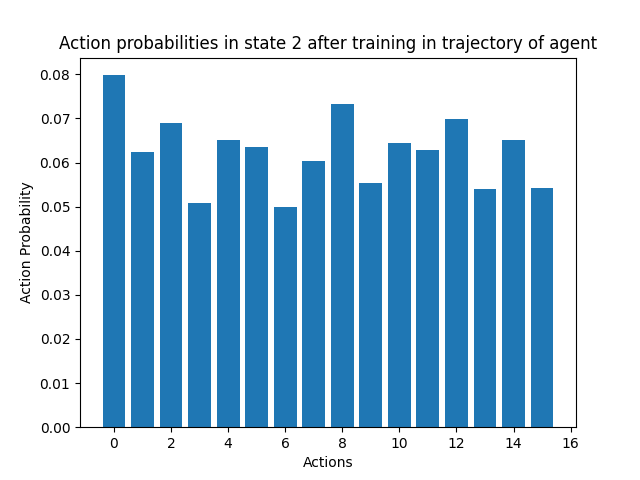 Action probabilities in state 2 after training in trajectory of agent
0.08
0.07
0.06
0.05
0.04
0.03
0.02
0.01
0.00
Action Probability
0 2 4 6 8 10 12 14 16
Actions